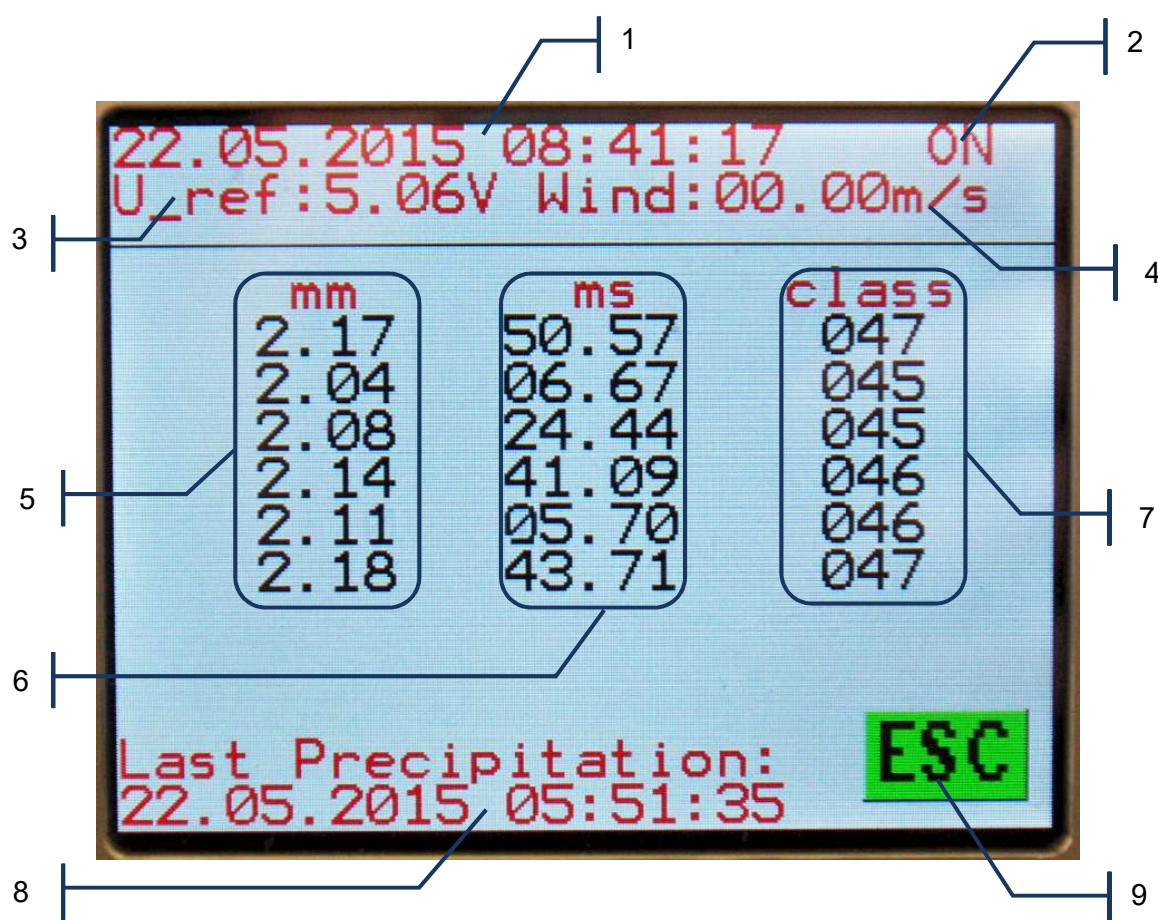 1
2
22.05.2015 08:41:17 ON
U_ref:5.06V Wind:00.00m/s
3
4
mm ms class
2.17 50.57 047
2.04 06.67 045
2.08 24.44 045
2.14 41.09 046
2.11 05.70 046
2.18 43.71 047
5
7
6
ESC
Last Precipitation:
22.05.2015 05:51:35
8
9